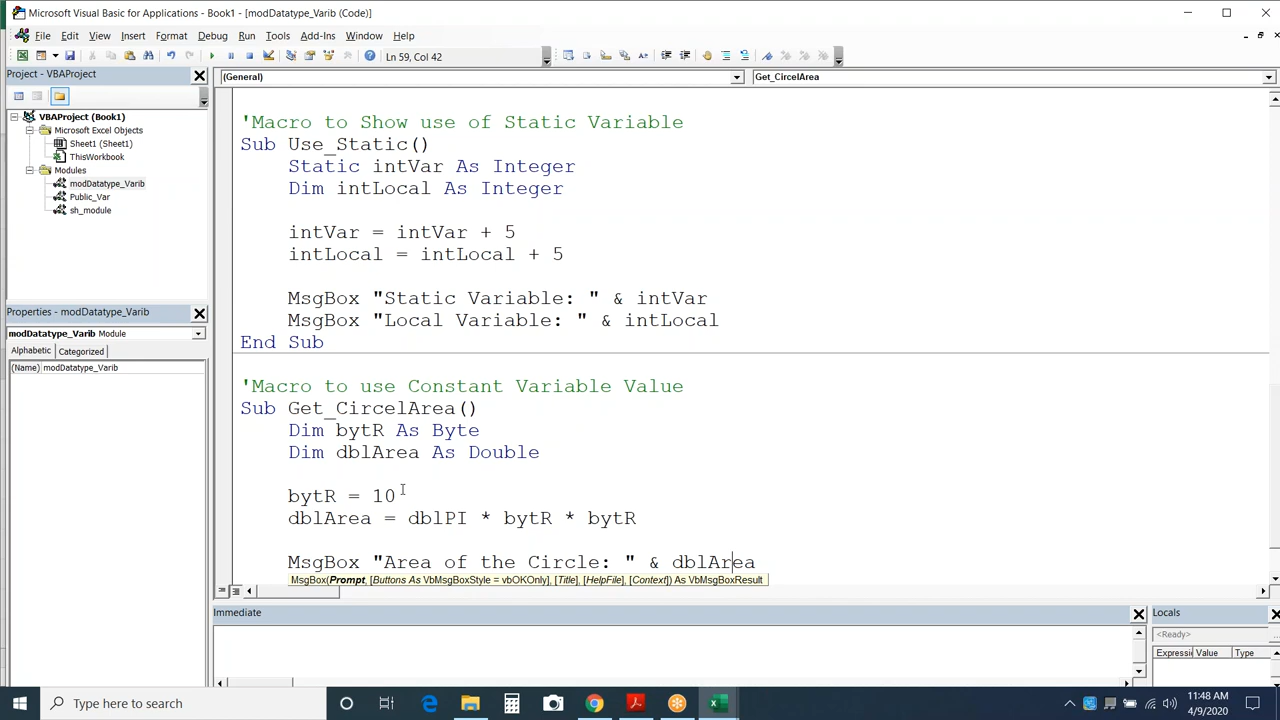 Microsoft Visual Basic for Applications - Book1 - [modDatatype_Varib (Code)]
File Edit View Insert Format Debug Run Tools Add-Ins Window Help
Ln 59, Col 42
Project - VBAProject
(General) Get_CircelArea
VBAProject (Book1)
Microsoft Excel Objects
Sheet1 (Sheet1)
ThisWorkbook
Modules
modDatatype_Varib
Public_Var
sh_module
Properties - modDatatype_Varib
modDatatype_Varib Module
Alphabetic Categorized
(Name) modDatatype_Varib
'Macro to Show use of Static Variable
Sub Use_Static()
Static intVar As Integer
Dim intLocal As Integer
intVar = intVar + 5
intLocal = intLocal + 5
MsgBox "Static Variable: " & intVar
MsgBox "Local Variable: " & intLocal
End Sub
'Macro to use Constant Variable Value
Sub Get_CircelArea()
Dim bytR As Byte
Dim dblArea As Double
bytR = 10
dblArea = dblPI * bytR * bytR
MsgBox "Area of the Circle: " & dblArea
MsgBox(Prompt, [Buttons As VbMsgBoxStyle = vbOKOnly], [Title], [HelpFile], [Context]) As VbMsgBoxResult
Immediate
Locals
<Ready>
Expressi Value Type
Type here to search
11:48 AM
4/9/2020